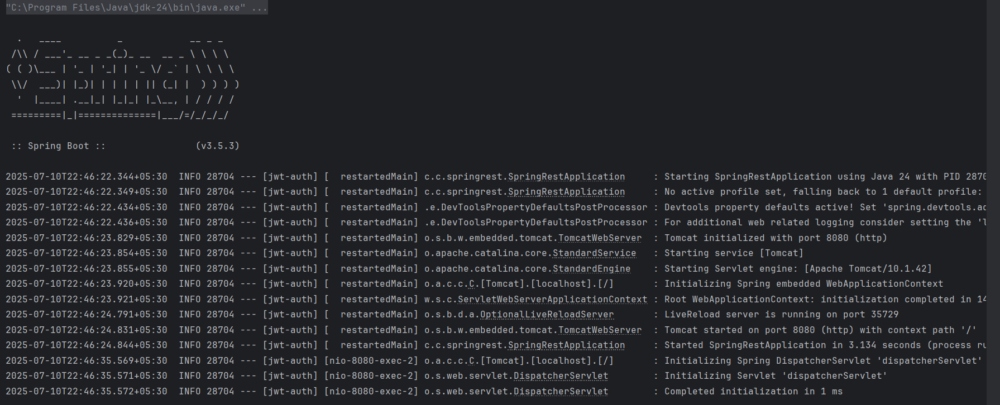 "C:\Program Files\Java\jdk-24\bin\java.exe" ...
  .   ____          _            __ _ _
 /\\ / ___'_ __ _ _(_)_ __  __ _ \ \ \ \
( ( )\___ | '_ | '_| | '_ \/ _` | \ \ \ \
 \\/  ___)| |_)| | | | | || (_| |  ) ) ) )
  '  |____| .__|_| |_|_| |_\__, | / / / /
 =========|_|==============|___/=/_/_/_/
 :: Spring Boot ::                (v3.5.3)
2025-07-10T22:46:22.344+05:30  INFO 28704 --- [jwt-auth] [  restartedMain] c.c.springrest.SpringRestApplication     : Starting SpringRestApplication using Java 24 with PID 2870
2025-07-10T22:46:22.349+05:30  INFO 28704 --- [jwt-auth] [  restartedMain] c.c.springrest.SpringRestApplication     : No active profile set, falling back to 1 default profile:
2025-07-10T22:46:22.434+05:30  INFO 28704 --- [jwt-auth] [  restartedMain] .e.DevToolsPropertyDefaultsPostProcessor : Devtools property defaults active! Set 'spring.devtools.ad
2025-07-10T22:46:22.436+05:30  INFO 28704 --- [jwt-auth] [  restartedMain] .e.DevToolsPropertyDefaultsPostProcessor : For additional web related logging consider setting the 'l
2025-07-10T22:46:23.829+05:30  INFO 28704 --- [jwt-auth] [  restartedMain] o.s.b.w.embedded.tomcat.TomcatWebServer  : Tomcat initialized with port 8080 (http)
2025-07-10T22:46:23.854+05:30  INFO 28704 --- [jwt-auth] [  restartedMain] o.apache.catalina.core.StandardService   : Starting service [Tomcat]
2025-07-10T22:46:23.855+05:30  INFO 28704 --- [jwt-auth] [  restartedMain] o.apache.catalina.core.StandardEngine    : Starting Servlet engine: [Apache Tomcat/10.1.42]
2025-07-10T22:46:23.920+05:30  INFO 28704 --- [jwt-auth] [  restartedMain] o.a.c.c.C.[Tomcat].[localhost].[/]       : Initializing Spring embedded WebApplicationContext
2025-07-10T22:46:23.921+05:30  INFO 28704 --- [jwt-auth] [  restartedMain] w.s.c.ServletWebServerApplicationContext : Root WebApplicationContext: initialization completed in 14
2025-07-10T22:46:24.791+05:30  INFO 28704 --- [jwt-auth] [  restartedMain] o.s.b.d.a.OptionalLiveReloadServer       : LiveReload server is running on port 35729
2025-07-10T22:46:24.831+05:30  INFO 28704 --- [jwt-auth] [  restartedMain] o.s.b.w.embedded.tomcat.TomcatWebServer  : Tomcat started on port 8080 (http) with context path '/'
2025-07-10T22:46:24.844+05:30  INFO 28704 --- [jwt-auth] [  restartedMain] c.c.springrest.SpringRestApplication     : Started SpringRestApplication in 3.134 seconds (process ru
2025-07-10T22:46:35.569+05:30  INFO 28704 --- [jwt-auth] [nio-8080-exec-2] o.a.c.c.C.[Tomcat].[localhost].[/]       : Initializing Spring DispatcherServlet 'dispatcherServlet'
2025-07-10T22:46:35.571+05:30  INFO 28704 --- [jwt-auth] [nio-8080-exec-2] o.s.web.servlet.DispatcherServlet        : Initializing Servlet 'dispatcherServlet'
2025-07-10T22:46:35.572+05:30  INFO 28704 --- [jwt-auth] [nio-8080-exec-2] o.s.web.servlet.DispatcherServlet        : Completed initialization in 1 ms